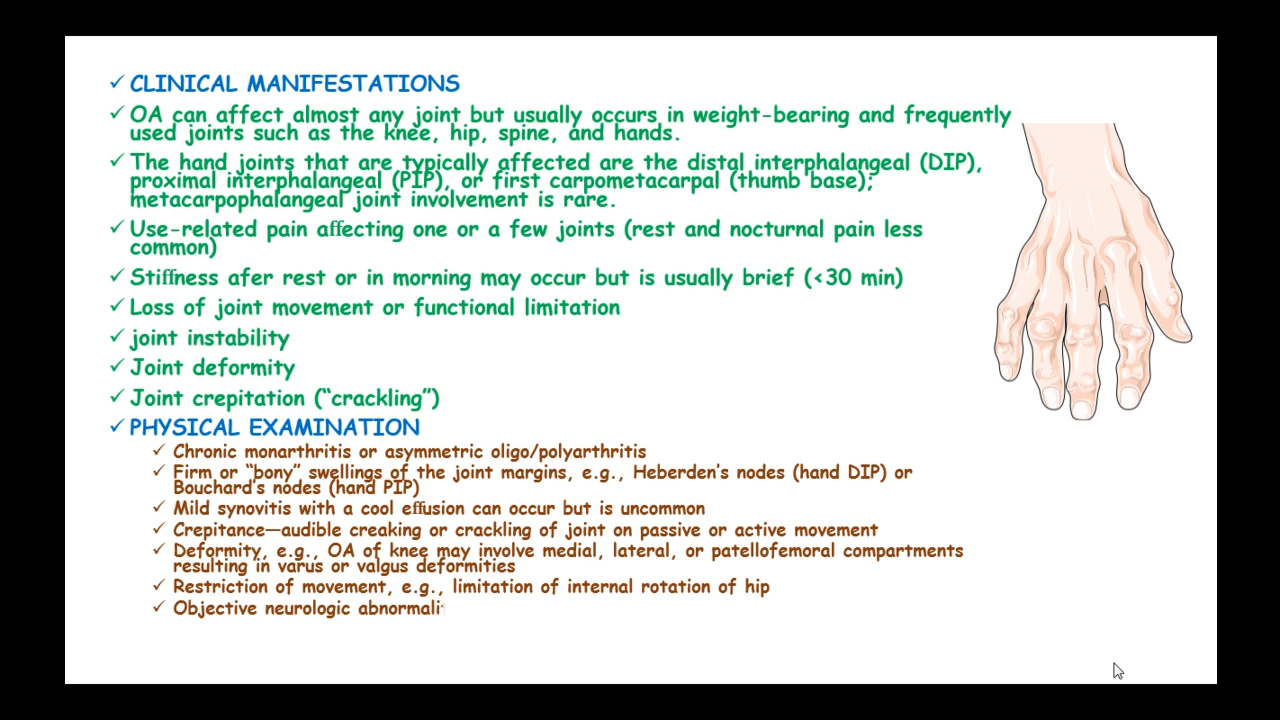 ✓ CLINICAL MANIFESTATIONS
✓ OA can affect almost any joint but usually occurs in weight-bearing and frequently
used joints such as the knee, hip, spine, and hands.
✓ The hand joints that are typically affected are the distal interphalangeal (DIP),
proximal interphalangeal (PIP), or first carpometacarpal (thumb base);
metacarpophalangeal joint involvement is rare.
✓ Use-related pain affecting one or a few joints (rest and nocturnal pain less
common)
✓ Stiffness afer rest or in morning may occur but is usually brief (<30 min)
✓ Loss of joint movement or functional limitation
✓ joint instability
✓ Joint deformity
✓ Joint crepitation (“crackling”)
✓ PHYSICAL EXAMINATION
✓ Chronic monarthritis or asymmetric oligo/polyarthritis
✓ Firm or “bony” swellings of the joint margins, e.g., Heberden’s nodes (hand DIP) or
Bouchard’s nodes (hand PIP)
✓ Mild synovitis with a cool effusion can occur but is uncommon
✓ Crepitance—audible creaking or crackling of joint on passive or active movement
✓ Deformity, e.g., OA of knee may involve medial, lateral, or patellofemoral compartments
resulting in varus or valgus deformities
✓ Restriction of movement, e.g., limitation of internal rotation of hip
✓ Objective neurologic abnormali